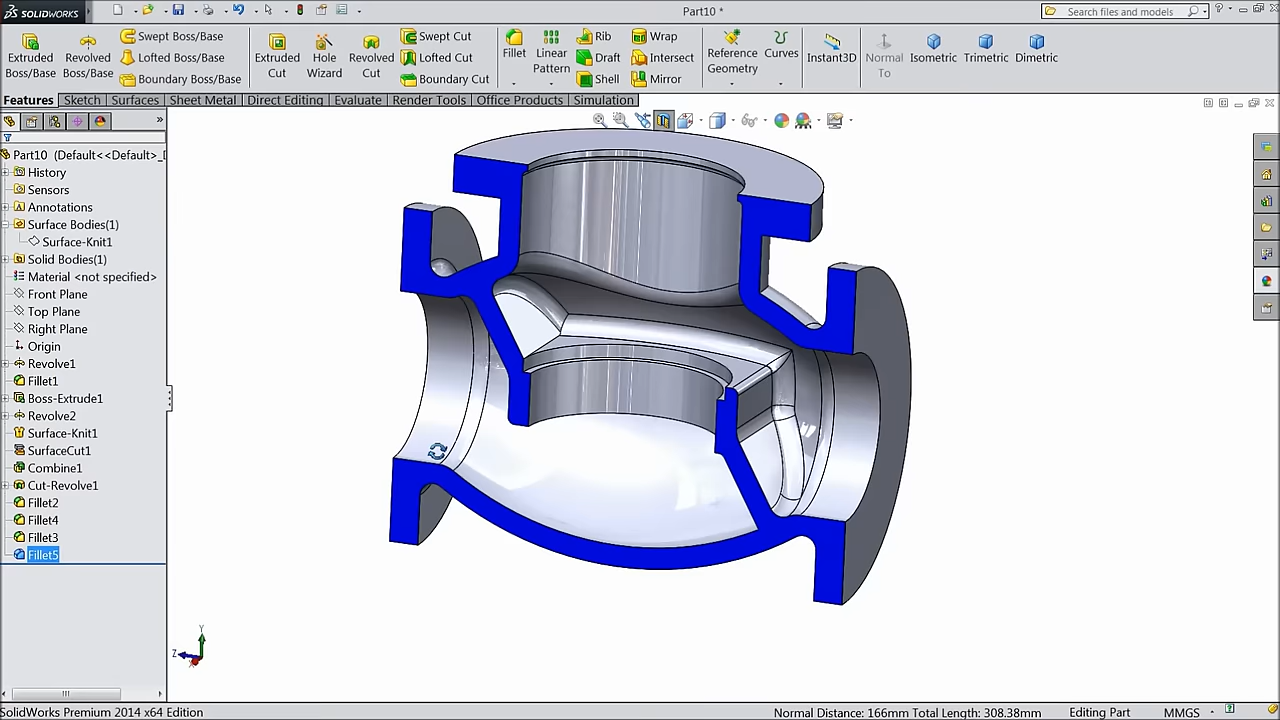 SOLIDWORKS
Part10 *
Search files and models
Extruded Boss/Base
Revolved Boss/Base
Swept Boss/Base
Lofted Boss/Base
Boundary Boss/Base
Extruded Cut
Hole Wizard
Revolved Cut
Swept Cut
Lofted Cut
Boundary Cut
Fillet
Linear Pattern
Rib
Draft
Shell
Wrap
Intersect
Mirror
Reference Geometry
Curves
Instant3D
Normal To
Isometric
Trimetric
Dimetric
Features
Sketch
Surfaces
Sheet Metal
Direct Editing
Evaluate
Render Tools
Office Products
Simulation
Part10 (Default<<Default>_
History
Sensors
Annotations
Surface Bodies(1)
Surface-Knit1
Solid Bodies(1)
Material <not specified>
Front Plane
Top Plane
Right Plane
Origin
Revolve1
Fillet1
Boss-Extrude1
Revolve2
Surface-Knit1
SurfaceCut1
Combine1
Cut-Revolve1
Fillet2
Fillet4
Fillet3
Fillet5
Y
Z
X
SolidWorks Premium 2014 x64 Edition
Normal Distance: 166mm Total Length: 308.38mm
Editing Part
MMGS